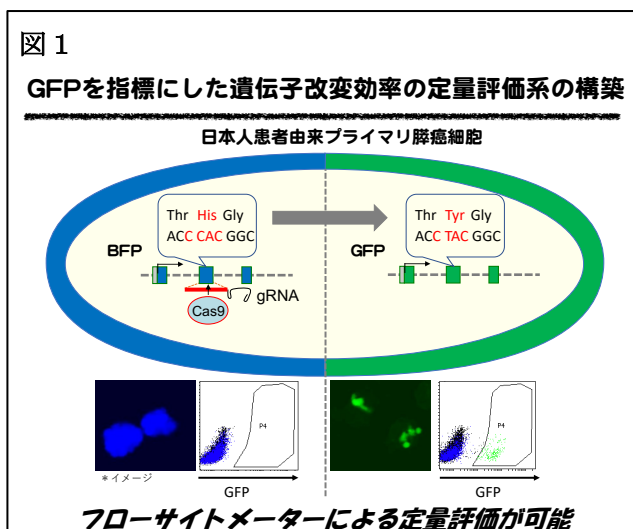 図1
GFPを指標にした遺伝子改変効率の定量評価系の構築
日本人患者由来プライマリ膵癌細胞
Thr His Gly
ACC CAC GGC
BFP
gRNA
Cas9
Thr Tyr Gly
ACC TAC GGC
GFP
*イメージ
P4
GFP
P4
GFP
フローサイトメーターによる定量評価が可能